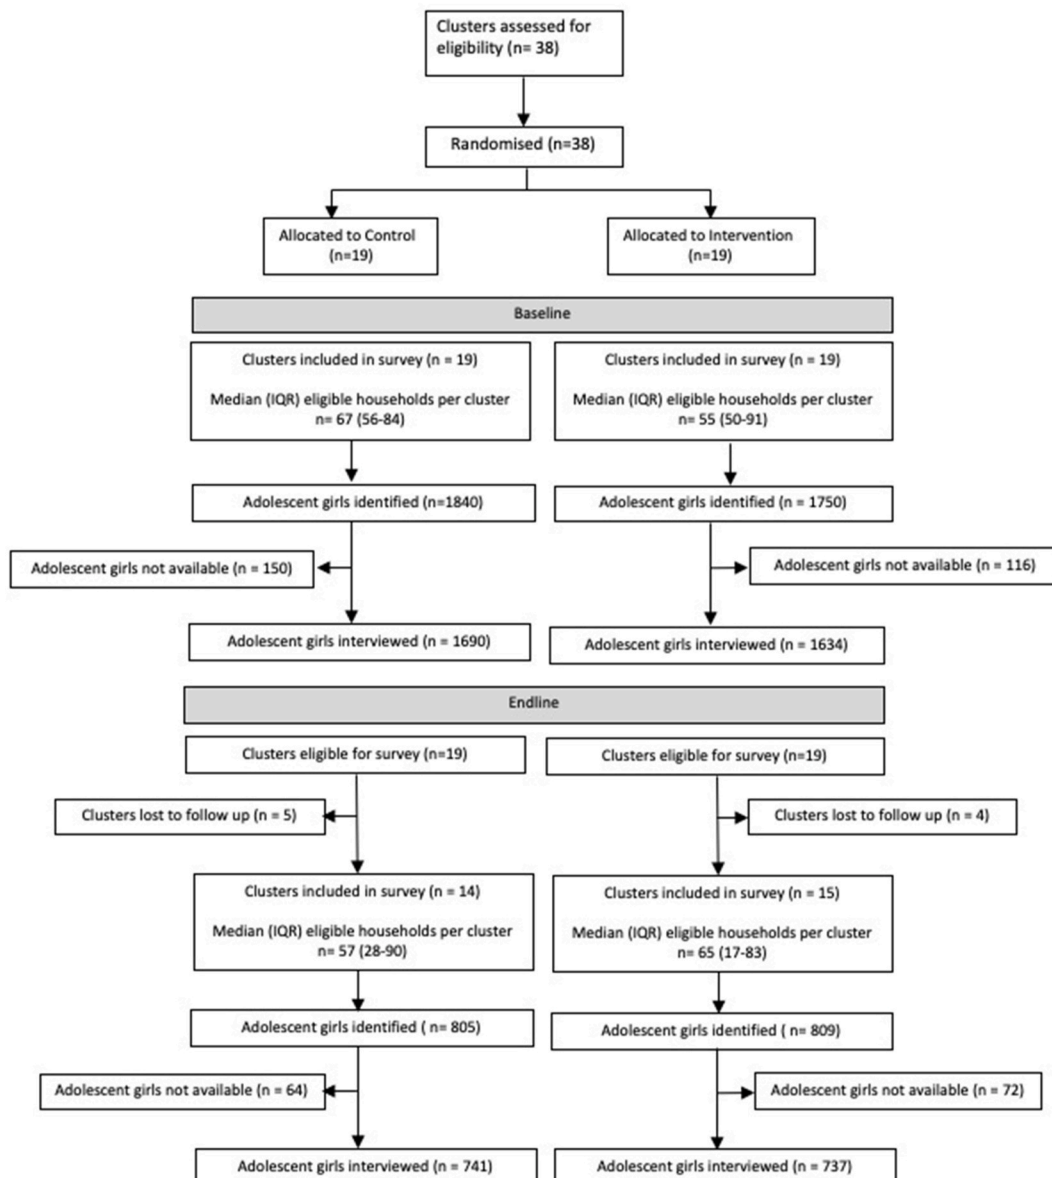 Clusters assessed for
eligibility (n= 38)
Randomised (n=38)
Allocated to Control
(n=19)
Allocated to Intervention
(n=19)
Baseline
Clusters included in survey (n = 19)
Median (IQR) eligible households per cluster
n= 67 (56-84)
Clusters included in survey (n = 19)
Median (IQR) eligible households per cluster
n= 55 (50-91)
Adolescent girls identified (n=1840)
Adolescent girls identified (n = 1750)
Adolescent girls not available (n = 150)
Adolescent girls not available (n = 116)
Adolescent girls interviewed (n = 1690)
Adolescent girls interviewed (n = 1634)
Endline
Clusters eligible for survey (n=19)
Clusters eligible for survey (n=19)
Clusters lost to follow up (n = 5)
Clusters lost to follow up (n = 4)
Clusters included in survey (n = 14)
Median (IQR) eligible households per cluster
n= 57 (28-90)
Clusters included in survey (n = 15)
Median (IQR) eligible households per cluster
n= 65 (17-83)
Adolescent girls identified ( n= 805)
Adolescent girls identified ( n= 809)
Adolescent girls not available (n = 64)
Adolescent girls not available (n = 72)
Adolescent girls interviewed (n = 741)
Adolescent girls interviewed (n = 737)